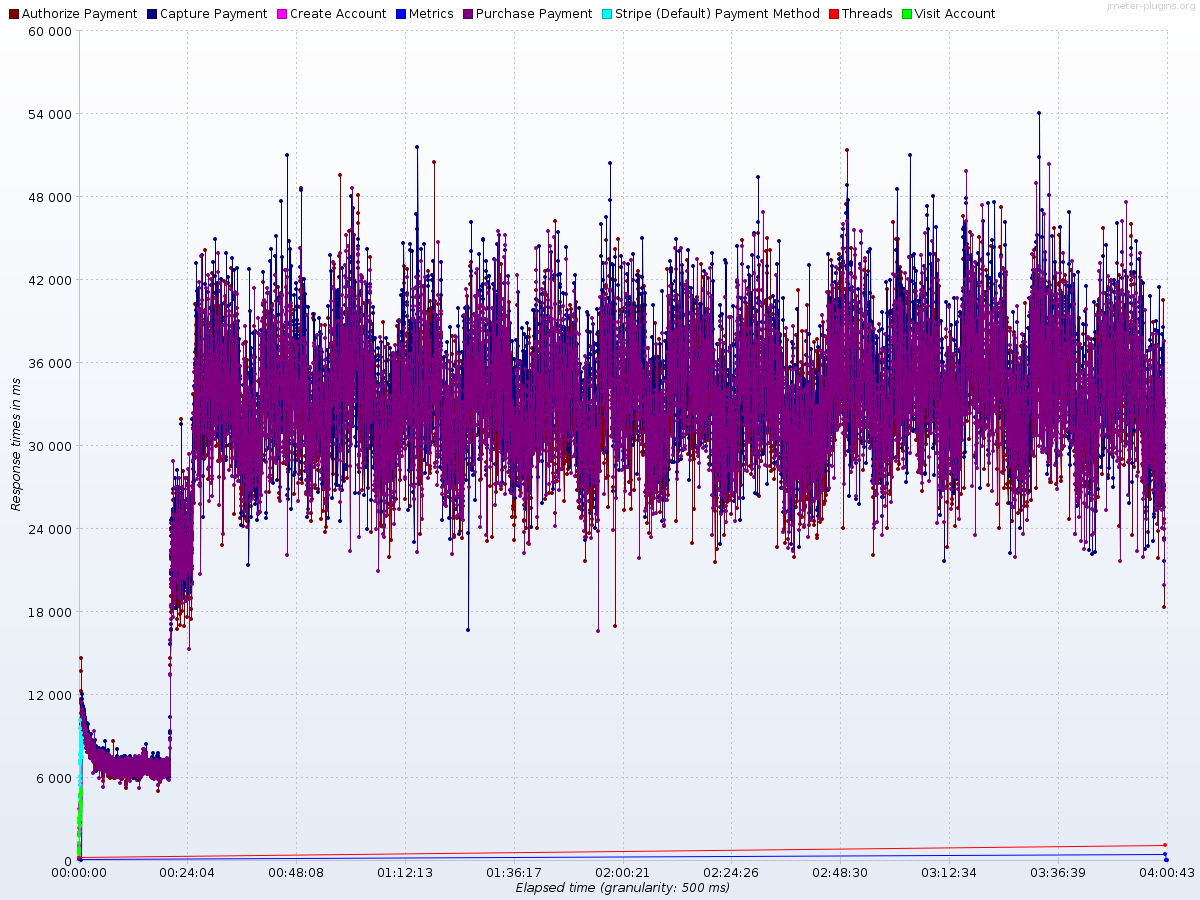 Authorize Payment Capture Payment Create Account Metrics Purchase Payment Stripe (Default) Payment Method Threads Visit Account
jmeter-plugins.org
60 000
54 000
48 000
42 000
36 000
30 000
24 000
18 000
12 000
6 000
0
Response times in ms
00:00:00 00:24:04 00:48:08 01:12:13 01:36:17 02:00:21 02:24:26 02:48:30 03:12:34 03:36:39 04:00:43
Elapsed time (granularity: 500 ms)